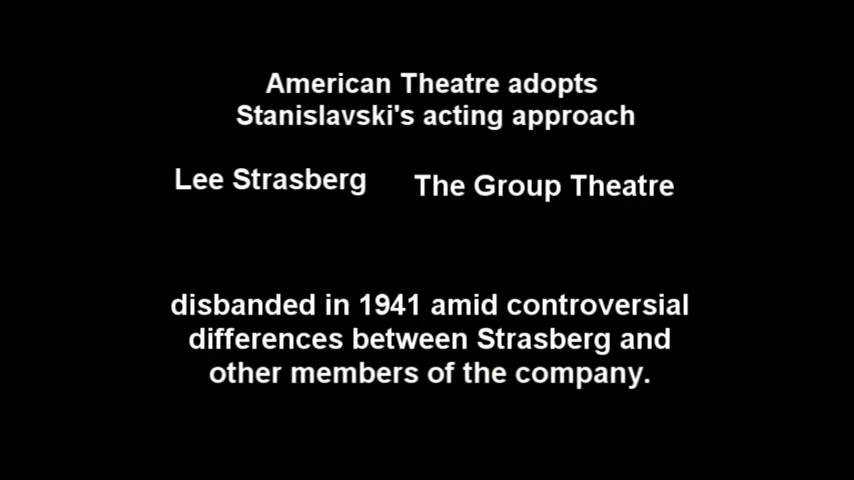 American Theatre adopts
Stanislavski's acting approach
Lee Strasberg
The Group Theatre
disbanded in 1941 amid controversial
differences between Strasberg and
other members of the company.